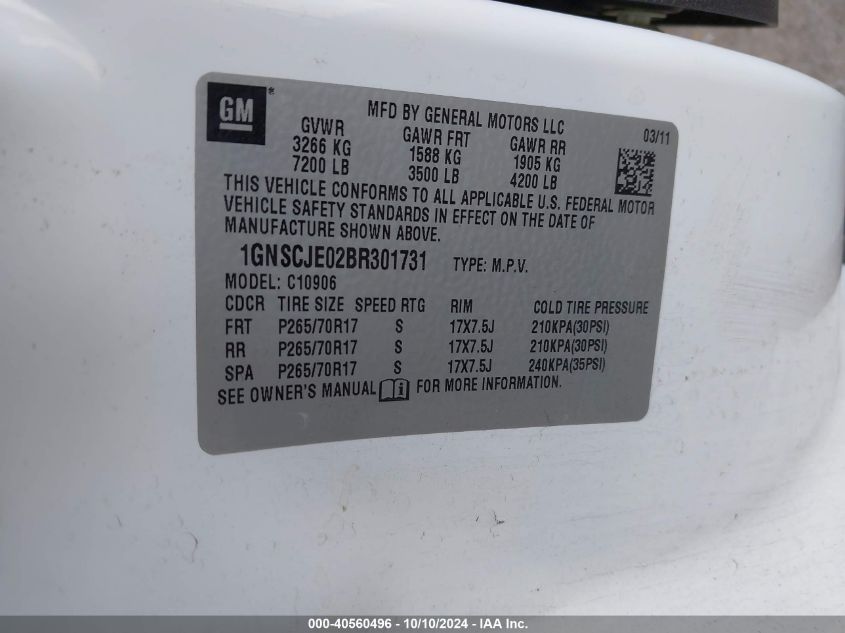 GM®
MFD BY GENERAL MOTORS LLC
03/11
GVWR GAWR FRT GAWR RR
3266 KG 1588 KG 1905 KG
7200 LB 3500 LB 4200 LB
THIS VEHICLE CONFORMS TO ALL APPLICABLE U.S. FEDERAL MOTOR
VEHICLE SAFETY STANDARDS IN EFFECT ON THE DATE OF
MANUFACTURE SHOWN ABOVE.
1GNSCJE02BR301731 TYPE: M.P.V.
MODEL: C10906
CDCR TIRE SIZE SPEED RTG RIM COLD TIRE PRESSURE
FRT P265/70R17 S 17X7.5J 210KPA(30PSI)
RR P265/70R17 S 17X7.5J 210KPA(30PSI)
SPA P265/70R17 S 17X7.5J 240KPA(35PSI)
SEE OWNER'S MANUAL FOR MORE INFORMATION.
000-40560496 - 10/10/2024 - IAA Inc.